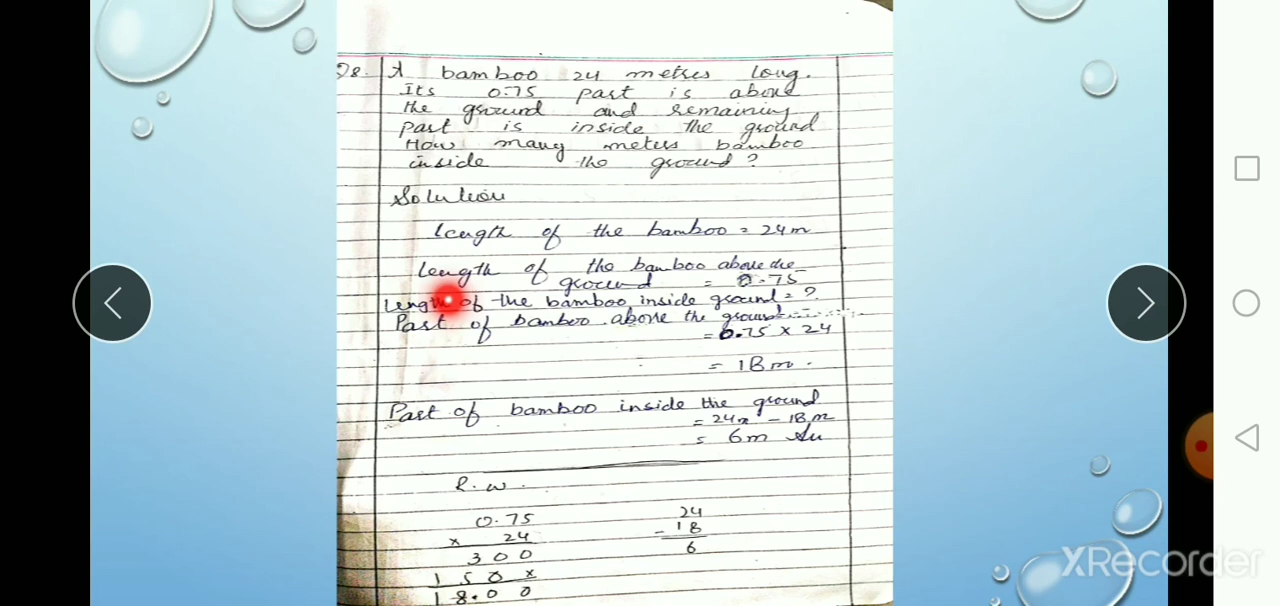 Q8. A bamboo 24 metres long.
Its 0.75 part is above
the ground and remaining
part is inside the ground
How many meters bamboo
inside the ground?
Solution
Length of the bamboo = 24m
Length of the bamboo above the
ground = 0.75
Length of the bamboo inside ground = ?
Part of bamboo above the ground
= 0.75 x 24
= 18m.
Part of bamboo inside the ground
= 24m - 18m
= 6m
R.w.
0.75
x 24
300
150x
18.00
24
- 18
6
XRecorder